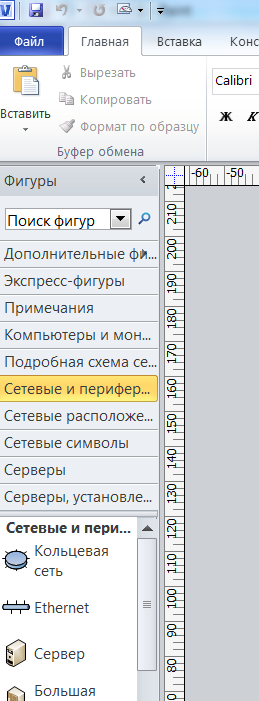 Файл Главная Вставка Конс
Вырезать
Копировать
Формат по образцу
Вставить
Буфер обмена
Calibri
Ж К
Фигуры
Поиск фигур
Дополнительные фи...
Экспресс-фигуры
Примечания
Компьютеры и мон...
Подробная схема се...
Сетевые и перифер...
Сетевые расположе...
Сетевые символы
Серверы
Серверы, установле...
Сетевые и пери...
Кольцевая
сеть
Ethernet
Сервер
Большая
-60 -50
210
200
190
180
170
160
150
140
130
120
110
100
90
80